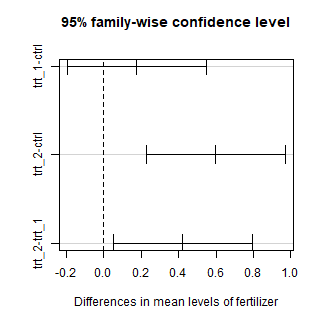 95% family-wise confidence level
trt_1-ctrl
trt_2-ctrl
trt_2-trt_1
-0.2 0.0 0.2 0.4 0.6 0.8 1.0
Differences in mean levels of fertilizer